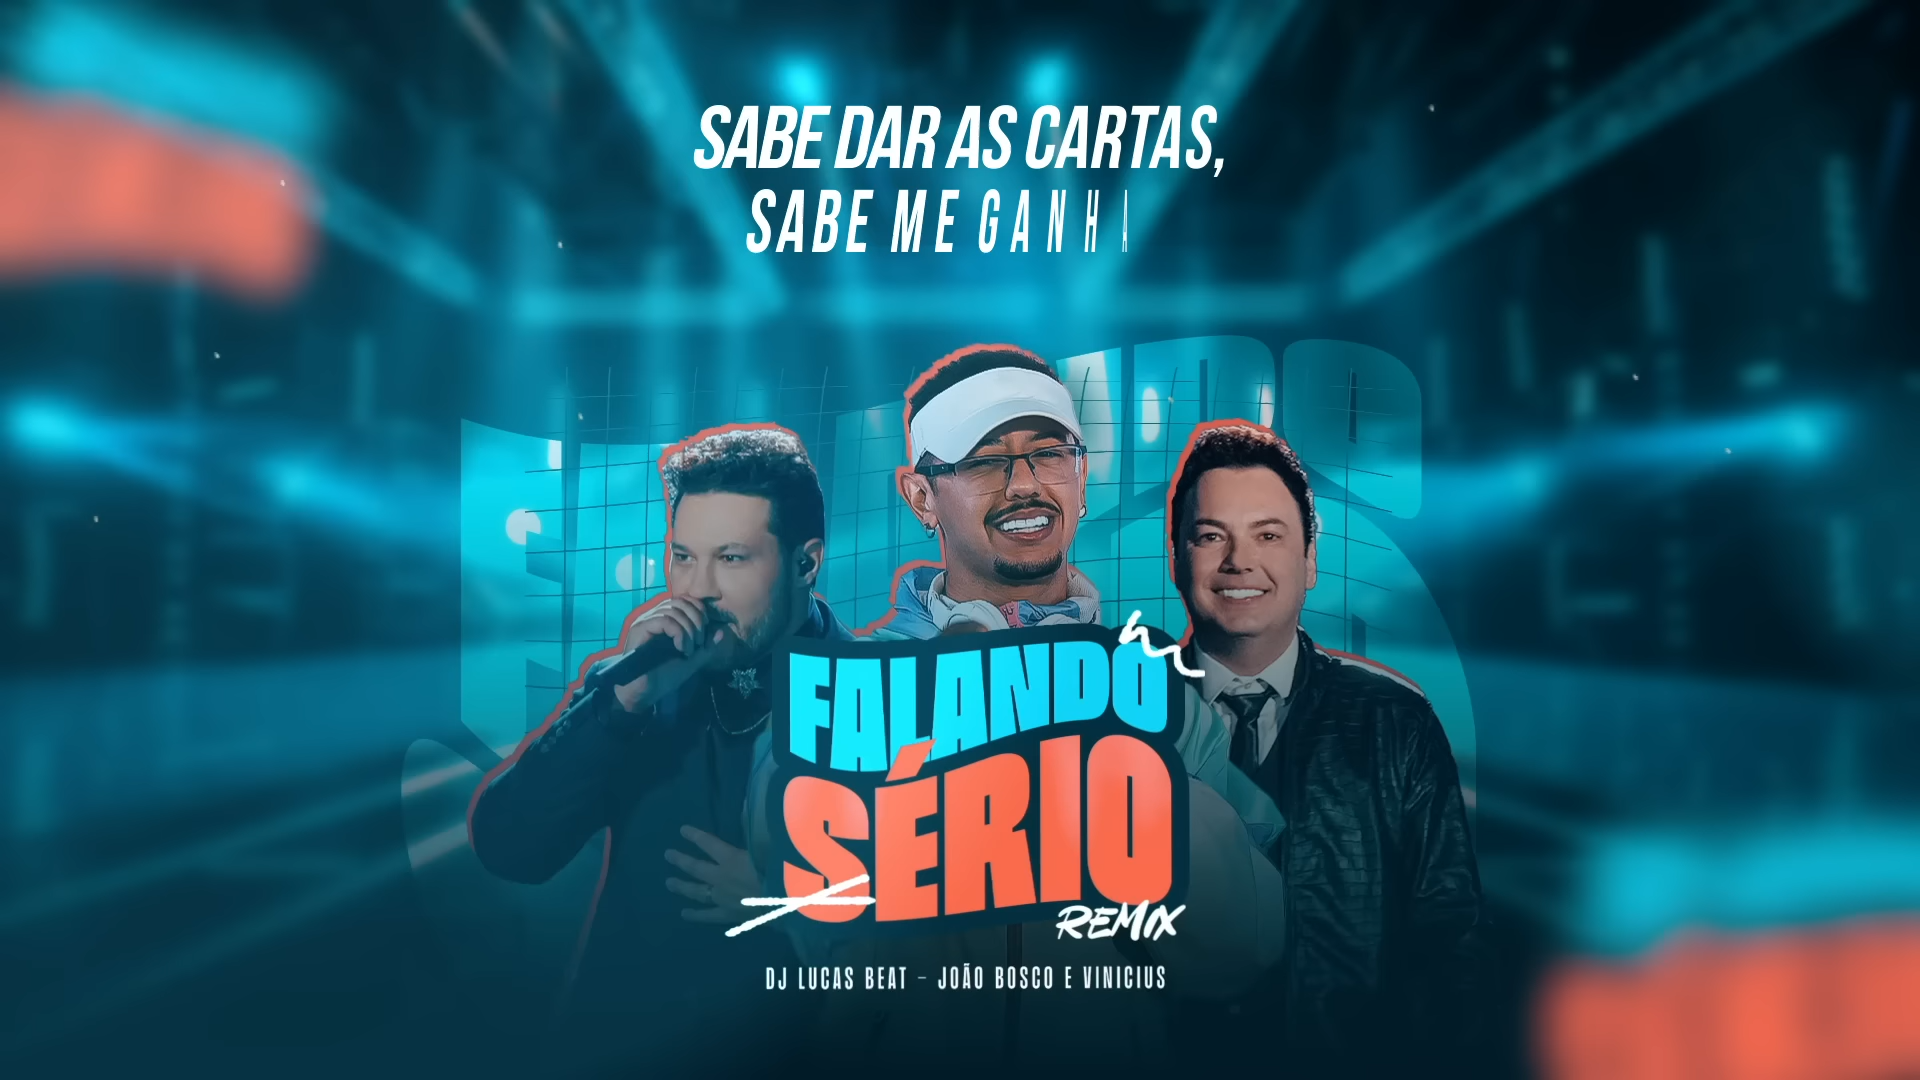 SABE DAR AS CARTAS,
SABE ME GANHA
FALANDO
SÉRIO
REMIX
DJ LUCAS BEAT – JOÃO BOSCO E VINICIUS